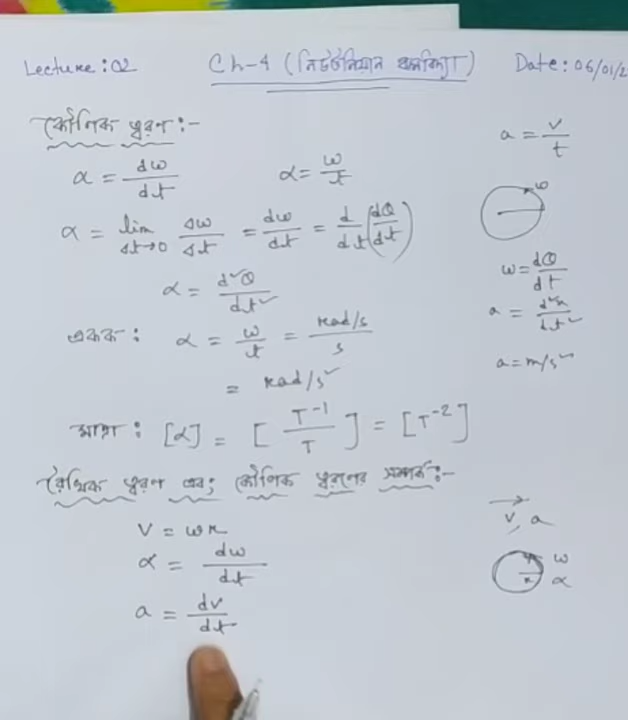 Lecture : 02 Ch-4 (নিউটনিয়ান বলবিদ্যা) Date : 06/01/2
কৌণিক ত্বরণ :-
α = dω/dt α = ω/t a = v/t
α = lim Δt→0 Δω/Δt = dω/dt = d/dt (dθ/dt) ω
α = d²θ/dt² ω = dθ/dt
a = d²x/dt²
একক : α = ω/t = rad/s / s
= rad/s² a = m/s²
মাত্রা : [α] = [T⁻¹/T] = [T⁻²]
রৈখিক ত্বরণ এবং কৌণিক ত্বরণের সম্পর্ক :-
v = ωr v, a
α = dω/dt r ω α
a = dv/dt